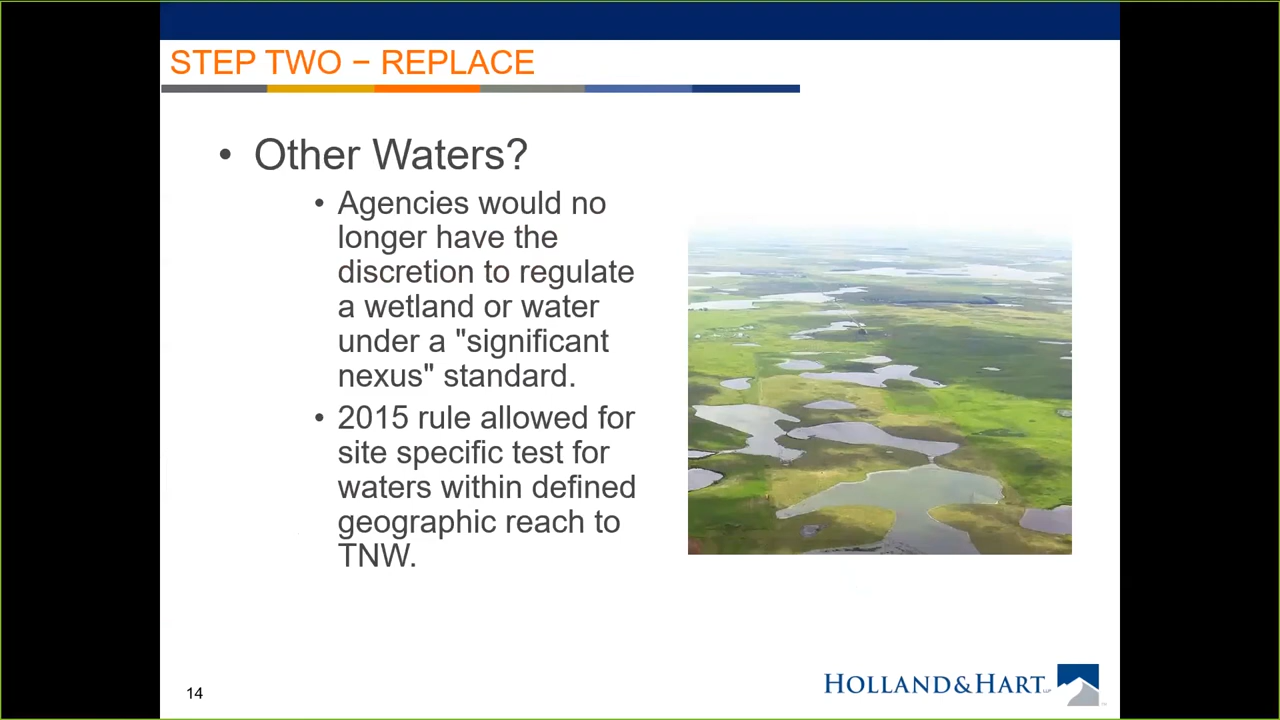 STEP TWO – REPLACE
• Other Waters?
• Agencies would no
longer have the
discretion to regulate
a wetland or water
under a "significant
nexus" standard.
• 2015 rule allowed for
site specific test for
waters within defined
geographic reach to
TNW.
14
HOLLAND & HART LLP